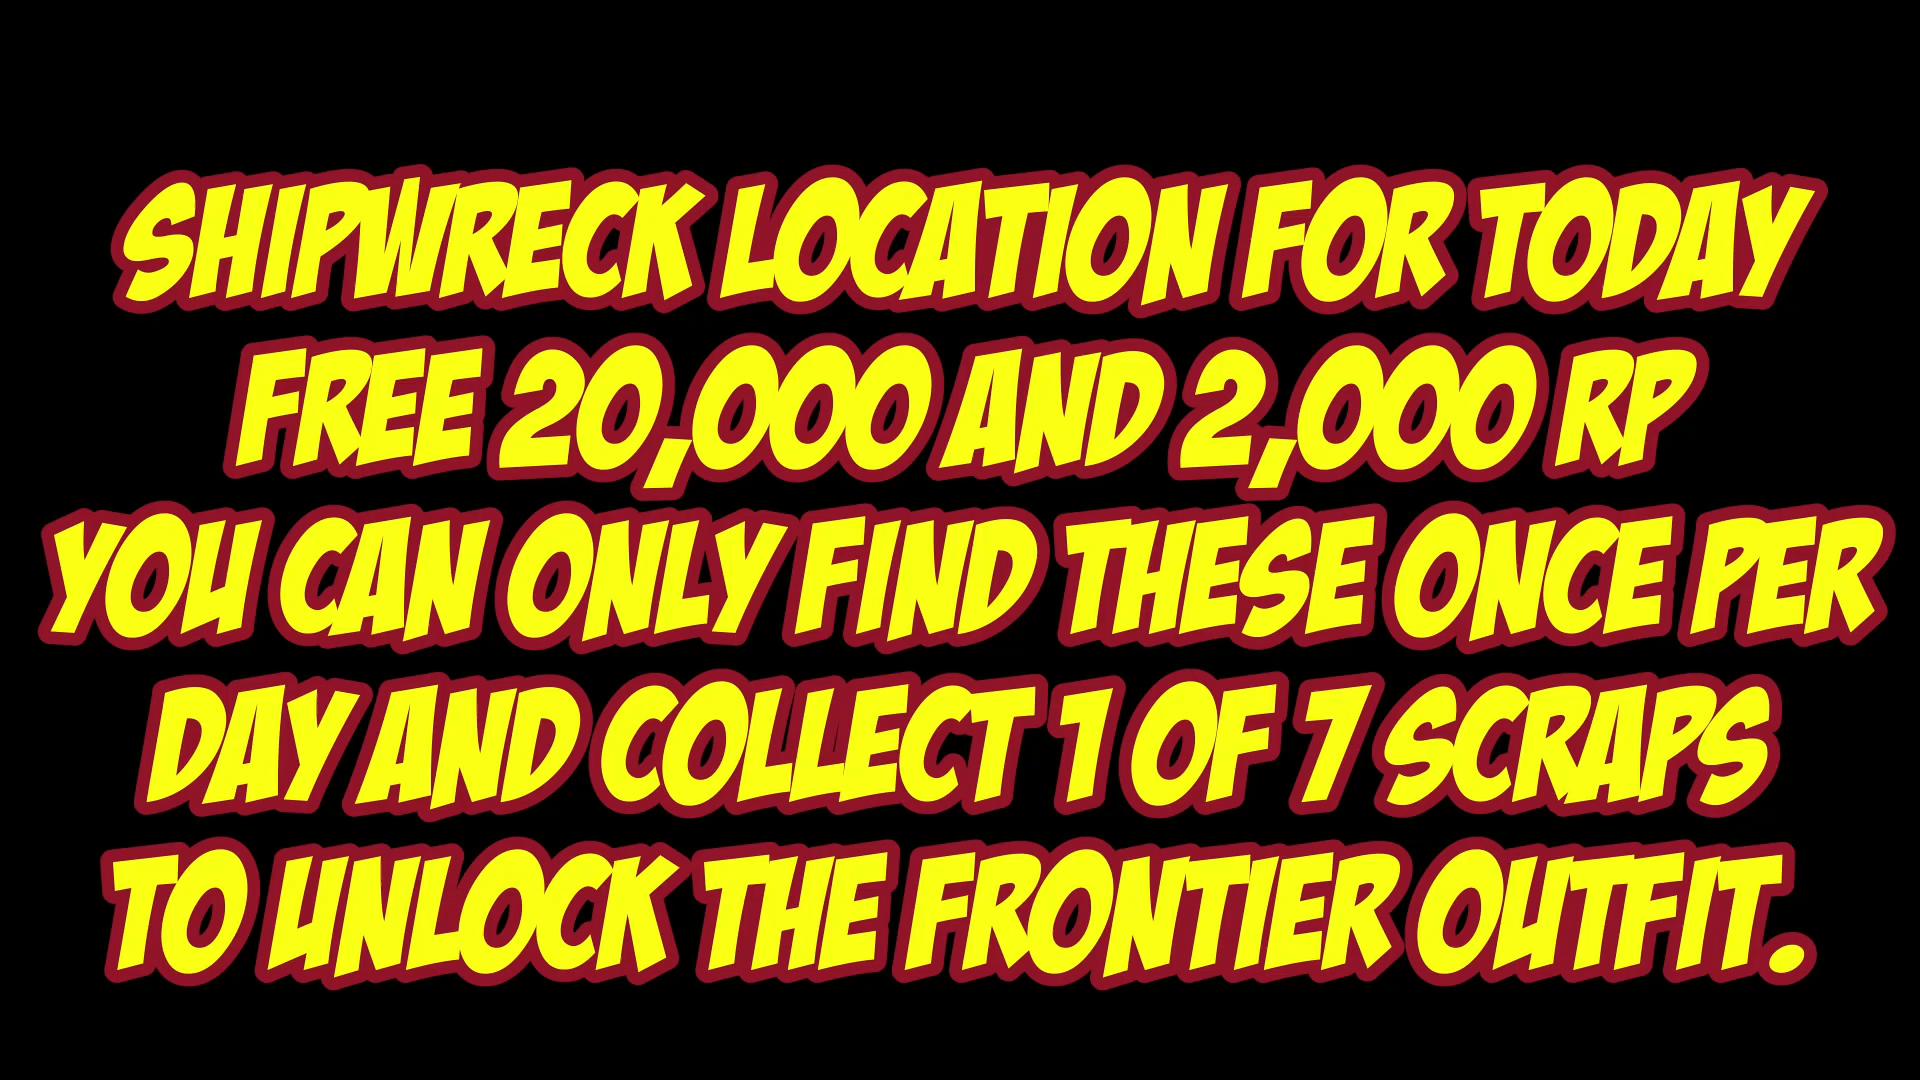 SHIPWRECK LOCATION FOR TODAY
FREE 20,000 AND 2,000 RP
YOU CAN ONLY FIND THESE ONCE PER
DAY AND COLLECT 1 OF 7 SCRAPS
TO UNLOCK THE FRONTIER OUTFIT.